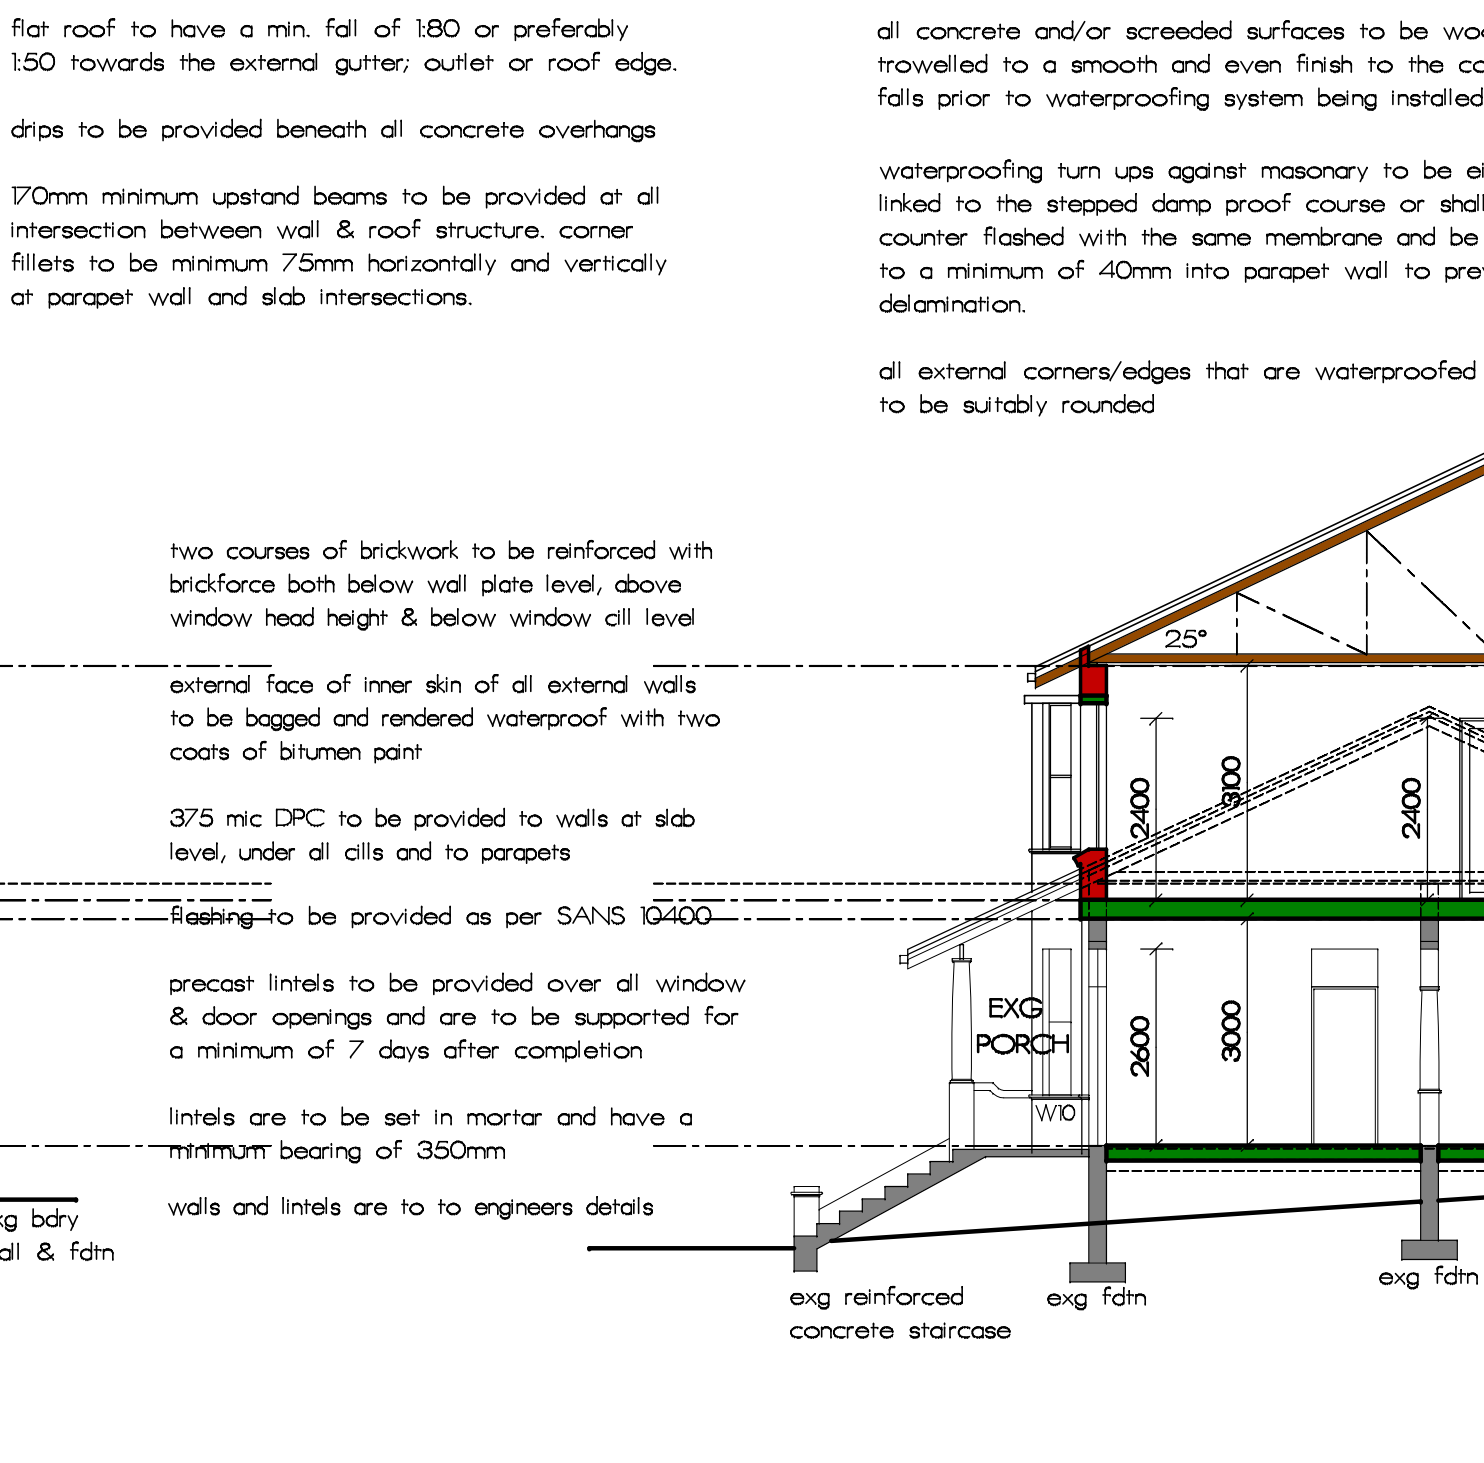 flat roof to have a min. fall of 1:80 or preferably
1:50 towards the external gutter; outlet or roof edge.
drips to be provided beneath all concrete overhangs
170mm minimum upstand beams to be provided at all
intersection between wall & roof structure. corner
fillets to be minimum 75mm horizontally and vertically
at parapet wall and slab intersections.
all concrete and/or screeded surfaces to be
trowelled to a smooth and even finish to the
falls prior to waterproofing system being installed
waterproofing turn ups against masonary to be
linked to the stepped damp proof course or shall
counter flashed with the same membrane and be
to a minimum of 40mm into parapet wall to
delamination.
all external corners/edges that are waterproofed
to be suitably rounded
two courses of brickwork to be reinforced with
brickforce both below wall plate level, above
window head height & below window cill level
external face of inner skin of all external walls
to be bagged and rendered waterproof with two
coats of bitumen paint
375 mic DPC to be provided to walls at slab
level, under all cills and to parapets
flashing to be provided as per SANS 10400
precast lintels to be provided over all window
& door openings and are to be supported for
a minimum of 7 days after completion
lintels are to be set in mortar and have a
minimum bearing of 350mm
walls and lintels are to to engineers details
bdry
& fdtn
25°
2400
3100
2400
EXG
PORCH
2600
3000
W10
exg reinforced
concrete staircase
exg fdtn
exg fdtn